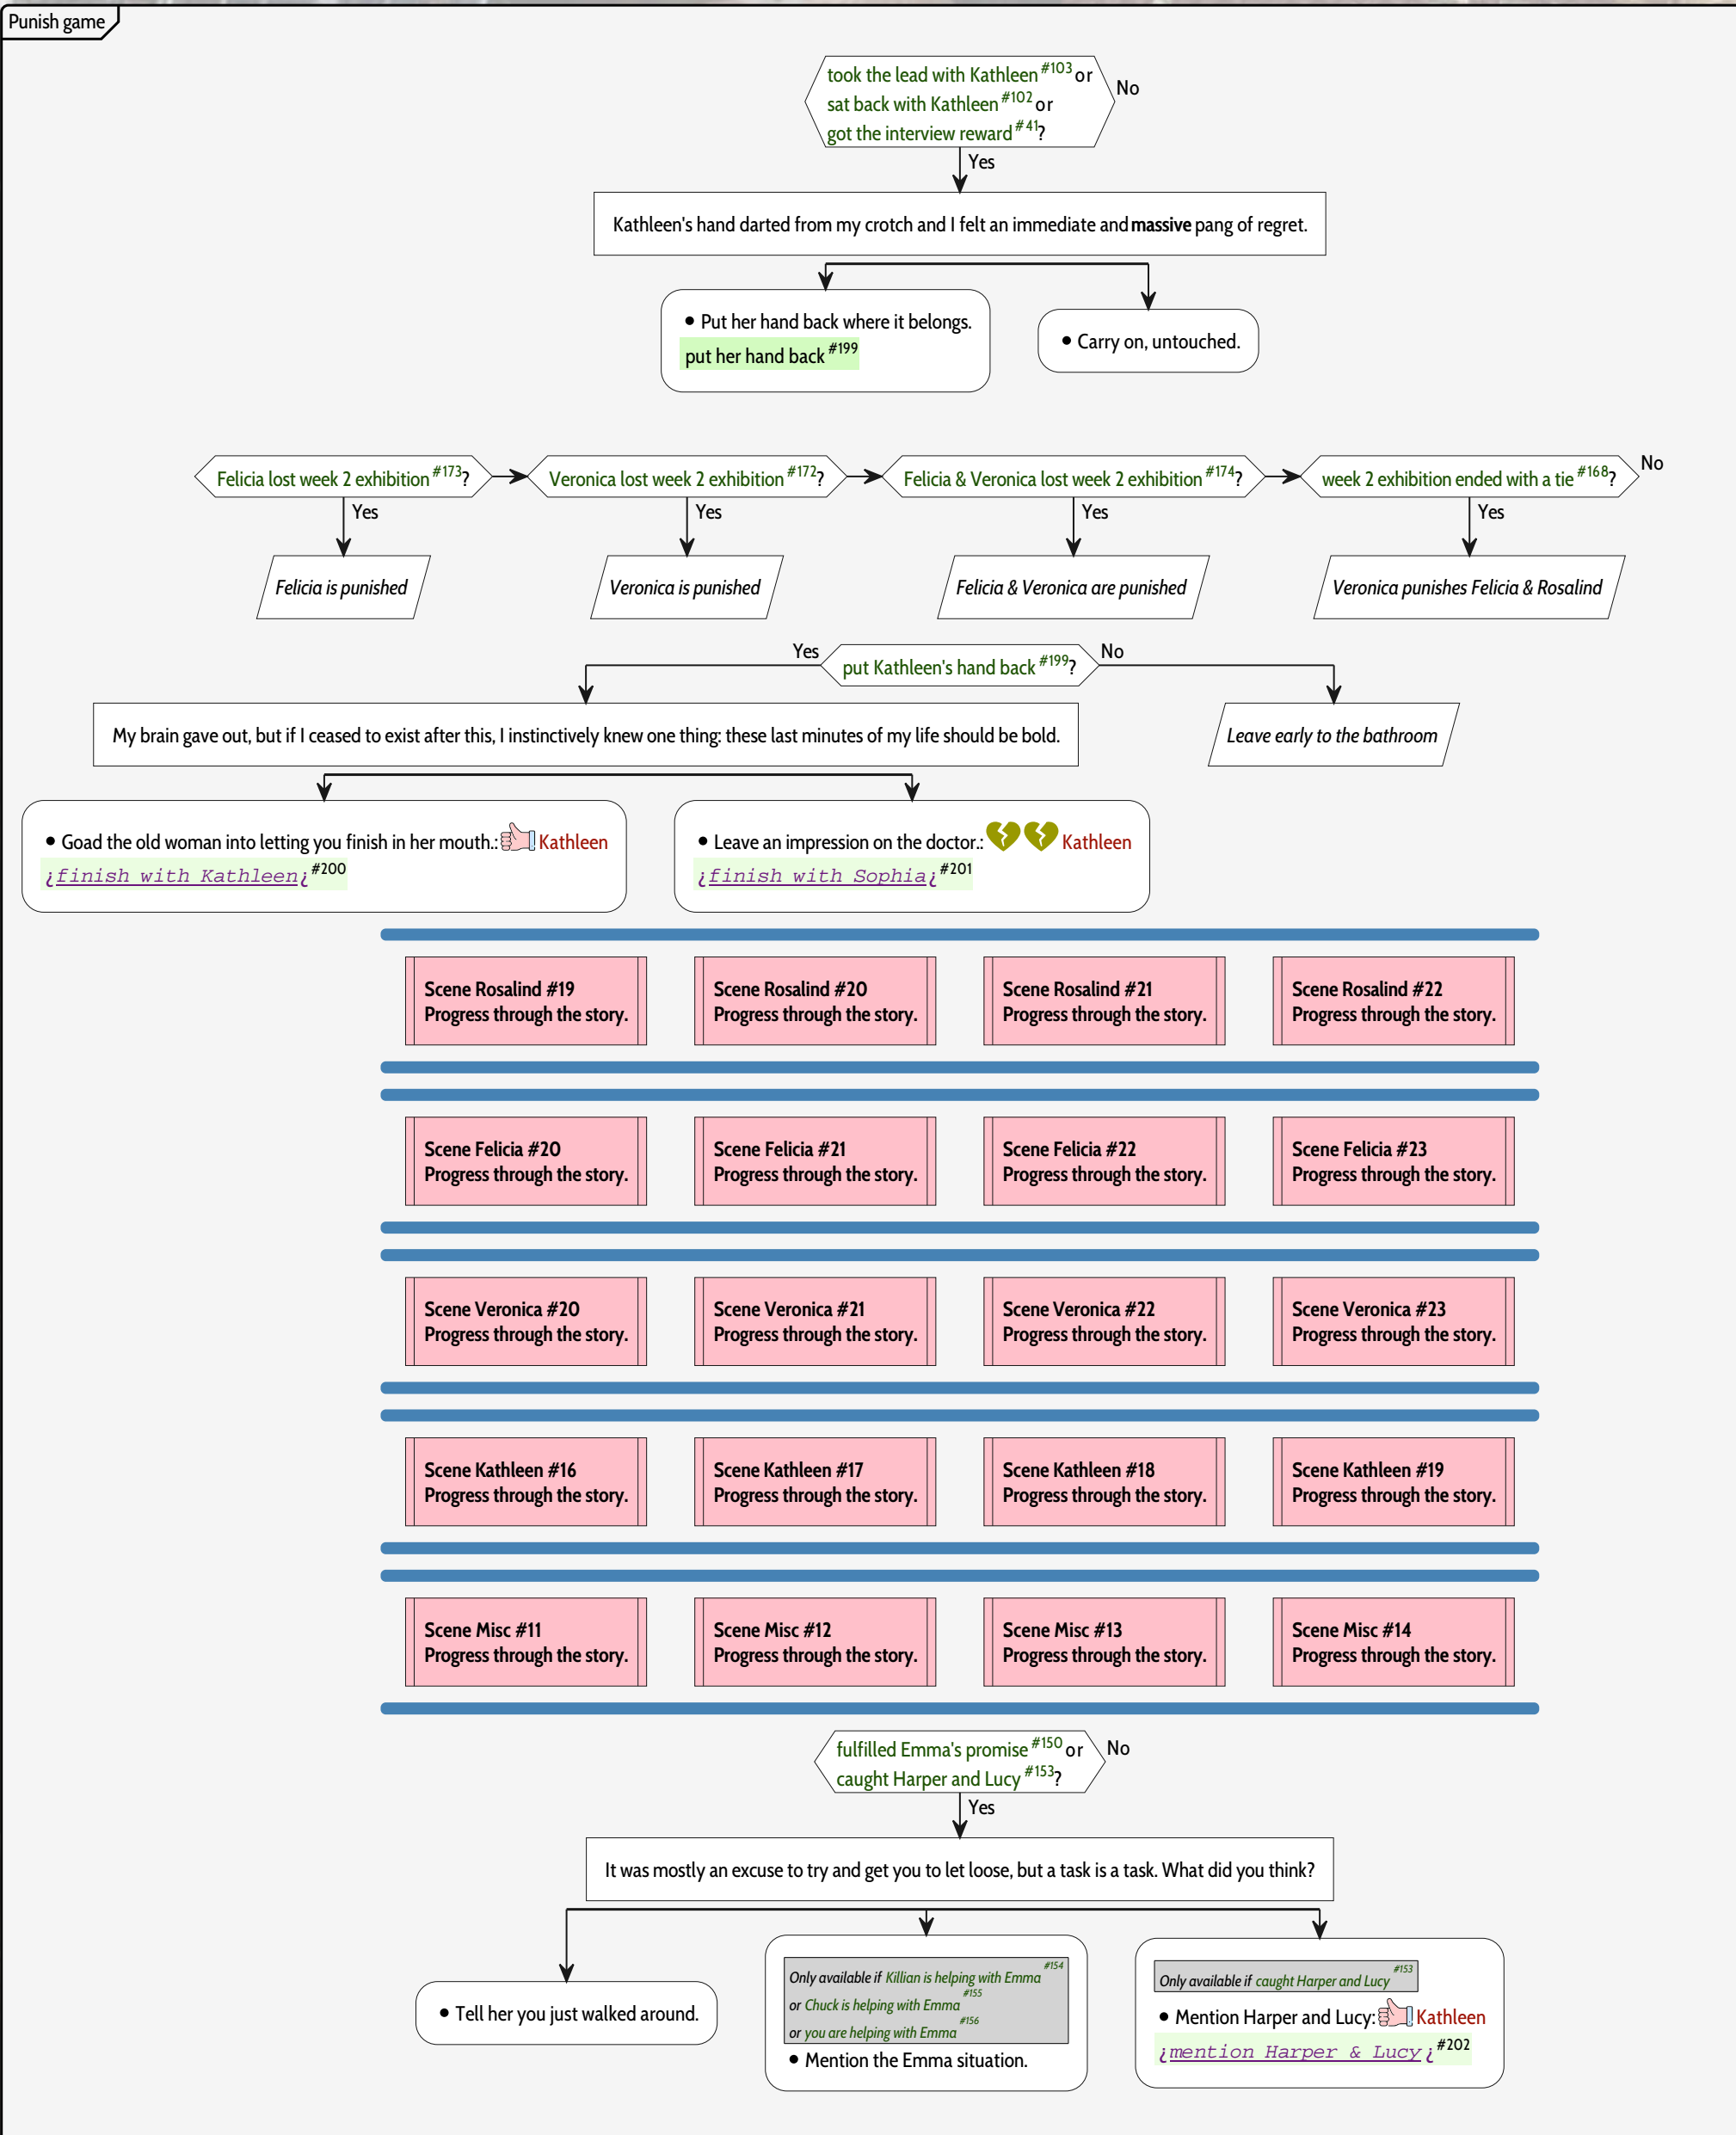 Punish game
took the lead with Kathleen #103 or
sat back with Kathleen #102 or
got the interview reward #41?
No
Yes
Kathleen's hand darted from my crotch and I felt an immediate and massive pang of regret.
• Put her hand back where it belongs.
put her hand back #199
• Carry on, untouched.
Felicia lost week 2 exhibition #173?
Veronica lost week 2 exhibition #172?
Felicia & Veronica lost week 2 exhibition #174?
week 2 exhibition ended with a tie #168?
No
Yes
Yes
Yes
Yes
Felicia is punished
Veronica is punished
Felicia & Veronica are punished
Veronica punishes Felicia & Rosalind
Yes
put Kathleen's hand back #199?
No
My brain gave out, but if I ceased to exist after this, I instinctively knew one thing: these last minutes of my life should be bold.
Leave early to the bathroom
• Goad the old woman into letting you finish in her mouth.: Kathleen
¿finish with Kathleen¿ #200
• Leave an impression on the doctor.: Kathleen
¿finish with Sophia¿ #201
Scene Rosalind #19
Progress through the story.
Scene Rosalind #20
Progress through the story.
Scene Rosalind #21
Progress through the story.
Scene Rosalind #22
Progress through the story.
Scene Felicia #20
Progress through the story.
Scene Felicia #21
Progress through the story.
Scene Felicia #22
Progress through the story.
Scene Felicia #23
Progress through the story.
Scene Veronica #20
Progress through the story.
Scene Veronica #21
Progress through the story.
Scene Veronica #22
Progress through the story.
Scene Veronica #23
Progress through the story.
Scene Kathleen #16
Progress through the story.
Scene Kathleen #17
Progress through the story.
Scene Kathleen #18
Progress through the story.
Scene Kathleen #19
Progress through the story.
Scene Misc #11
Progress through the story.
Scene Misc #12
Progress through the story.
Scene Misc #13
Progress through the story.
Scene Misc #14
Progress through the story.
fulfilled Emma's promise #150 or
caught Harper and Lucy #153?
No
Yes
It was mostly an excuse to try and get you to let loose, but a task is a task. What did you think?
• Tell her you just walked around.
Only available if Killian is helping with Emma #154
or Chuck is helping with Emma #155
or you are helping with Emma #156
• Mention the Emma situation.
Only available if caught Harper and Lucy #153
• Mention Harper and Lucy: Kathleen
¿mention Harper & Lucy¿ #202